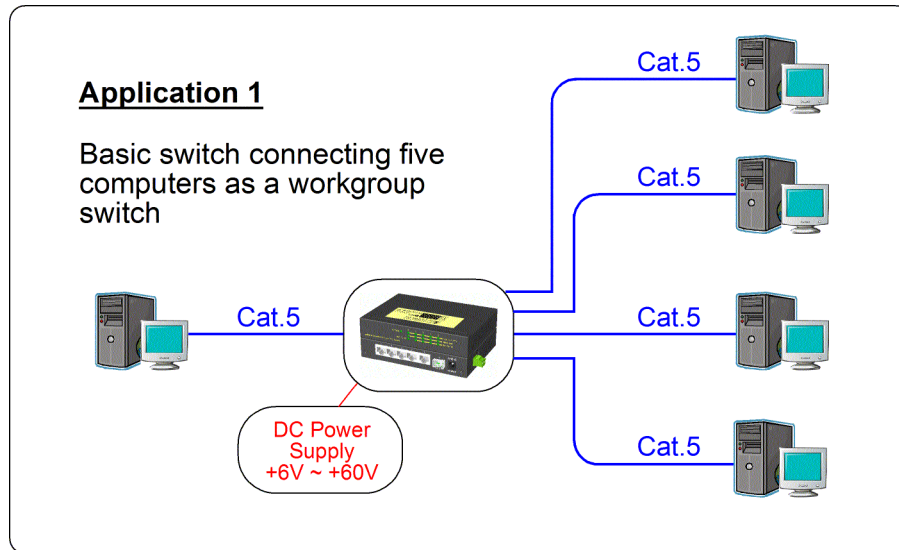 Application 1
Basic switch connecting five
computers as a workgroup
switch
Cat.5
Cat.5
Cat.5
Cat.5
Cat.5
DC Power
Supply
+6V ~ +60V